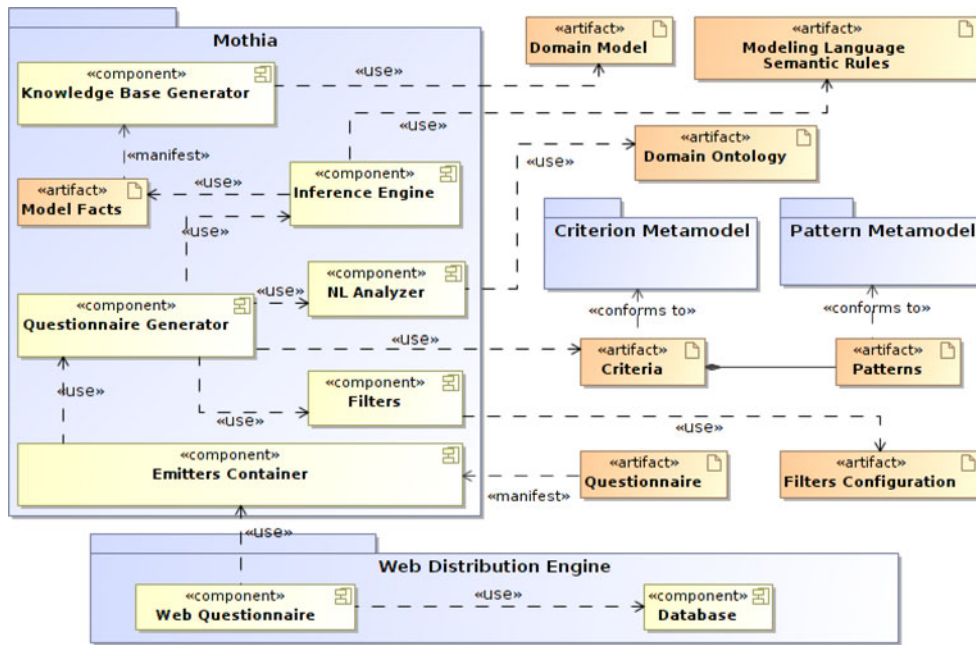 Mothia
«component»
Knowledge Base Generator
«use»
«artifact»
Domain Model
«artifact»
Modeling Language
Semantic Rules
«use»
«manifest»
«artifact»
Model Facts
«use»
«component»
Inference Engine
«use»
«artifact»
Domain Ontology
«use»
Criterion Metamodel
Pattern Metamodel
«component»
NL Analyzer
«use»
«component»
Questionnaire Generator
«conforms to»
«conforms to»
«use»
«artifact»
Criteria
«artifact»
Patterns
«use»
«component»
Filters
«use»
«use»
«component»
Emitters Container
«manifest»
«artifact»
Questionnaire
«artifact»
Filters Configuration
«use»
Web Distribution Engine
«component»
Web Questionnaire
«use»
«component»
Database